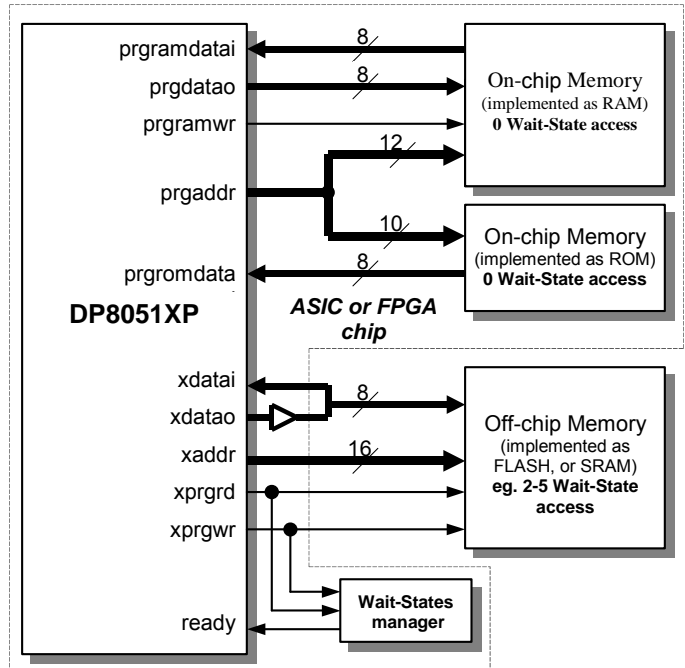 prgramdatai
8
prgdatao
8
prgramwr
12
prgaddr
10
prgromdata
8
DP8051XP
ASIC or FPGA
chip
On-chip Memory
(implemented as RAM)
0 Wait-State access
On-chip Memory
(implemented as ROM)
0 Wait-State access
xdatai
8
xdatao
xaddr
16
xprgrd
xprgwr
ready
Off-chip Memory
(implemented as
FLASH, or SRAM)
eg. 2-5 Wait-State
access
Wait-States
manager